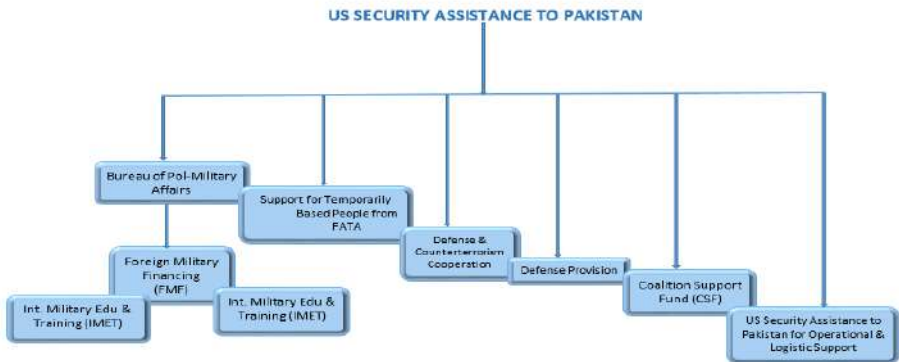 US SECURITY ASSISTANCE TO PAKISTAN
Bureau of Pol-Military
Affairs
Support for Temporarily
Based People from
FATA
Defense &
Counterterrorism
Cooperation
Defense Provision
Coalition Support
Fund (CSF)
US Security Assistance to
Pakistan for Operational &
Logistic Support
Foreign Military
Financing
(FMF)
Int. Military Edu &
Training (IMET)
Int. Military Edu &
Training (IMET)